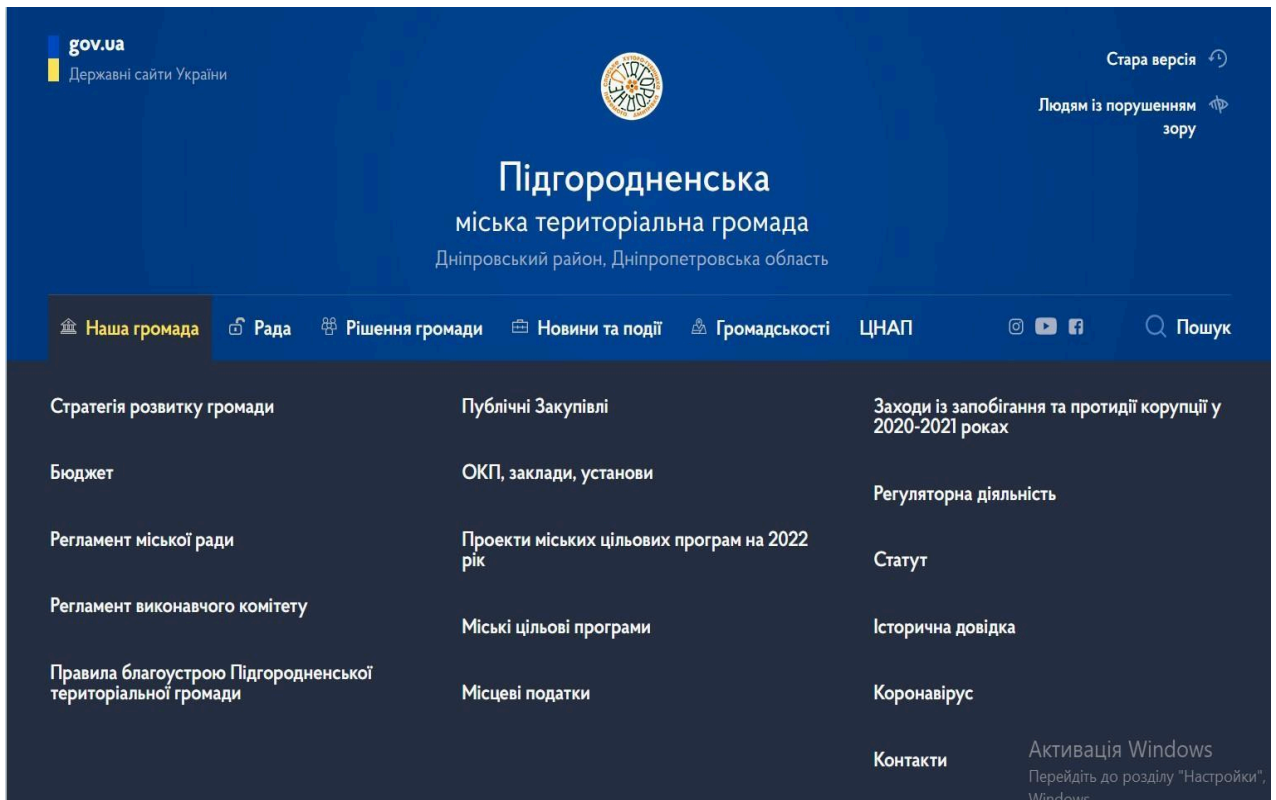 gov.ua
Державні сайти України
Стара версія
Людям із порушенням
зору
Підгородненська
міська територіальна громада
Дніпровський район, Дніпропетровська область
Наша громада Рада Рішення громади Новини та події Громадськості ЦНАП Пошук
Стратегія розвитку громади
Бюджет
Регламент міської ради
Регламент виконавчого комітету
Правила благоустрою Підгородненської
територіальної громади
Публічні Закупівлі
ОКП, заклади, установи
Проекти міських цільових програм на 2022
рік
Міські цільові програми
Місцеві податки
Заходи із запобігання та протидії корупції у
2020-2021 роках
Регуляторна діяльність
Статут
Історична довідка
Коронавірус
Контакти
Активація Windows
Перейдіть до розділу "Настройки",
Windows